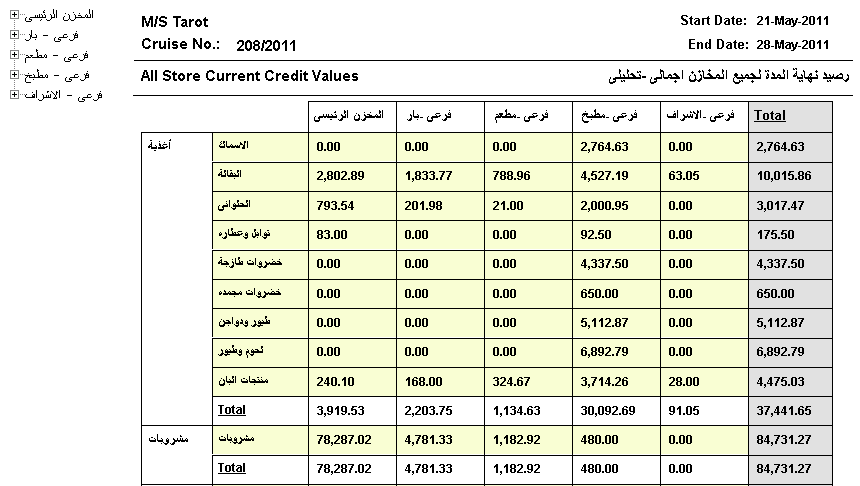 المخزن الرئيسى
فرعى - بار
فرعى - مطعم
فرعى - مطبخ
فرعى - الاشراف
M/S Tarot
Start Date: 21-May-2011
Cruise No.: 208/2011
End Date: 28-May-2011
All Store Current Credit Values
رصيد نهاية المدة لجميع المخازن اجمالى -تحليلى
المخزن الرئيسى فرعى -بار فرعى -مطعم فرعى -مطبخ فرعى -الاشراف Total
أغذية الاسماك 0.00 0.00 0.00 2,764.63 0.00 2,764.63
البقالة 2,802.89 1,833.77 788.96 4,527.19 63.05 10,015.86
الحلوانى 793.54 201.98 21.00 2,000.95 0.00 3,017.47
توابل وعطاره 83.00 0.00 0.00 92.50 0.00 175.50
خضروات طازجة 0.00 0.00 0.00 4,337.50 0.00 4,337.50
خضروات مجمده 0.00 0.00 0.00 650.00 0.00 650.00
طيور ودواجن 0.00 0.00 0.00 5,112.87 0.00 5,112.87
لحوم وطيور 0.00 0.00 0.00 6,892.79 0.00 6,892.79
منتجات البان 240.10 168.00 324.67 3,714.26 28.00 4,475.03
Total 3,919.53 2,203.75 1,134.63 30,092.69 91.05 37,441.65
مشروبات مشروبات 78,287.02 4,781.33 1,182.92 480.00 0.00 84,731.27
Total 78,287.02 4,781.33 1,182.92 480.00 0.00 84,731.27